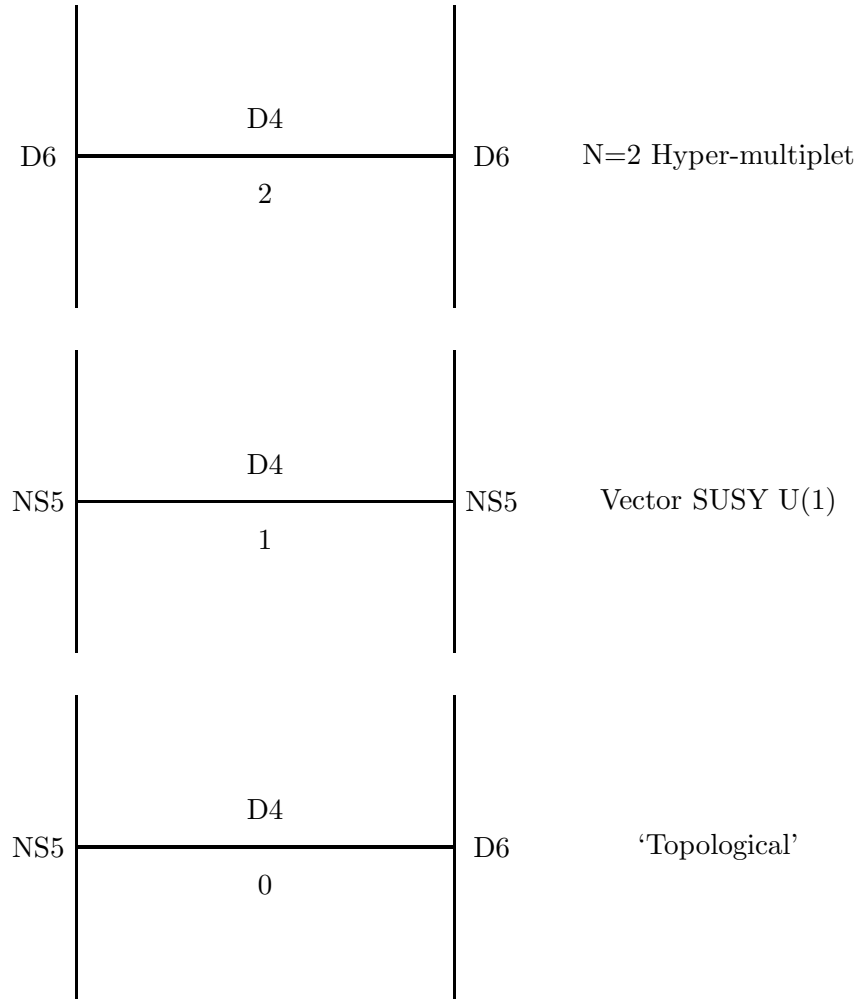 D4
D6 D6 N=2 Hyper-multiplet
2
D4
NS5 NS5 Vector SUSY U(1)
1
D4
NS5 D6 ‘Topological’
0